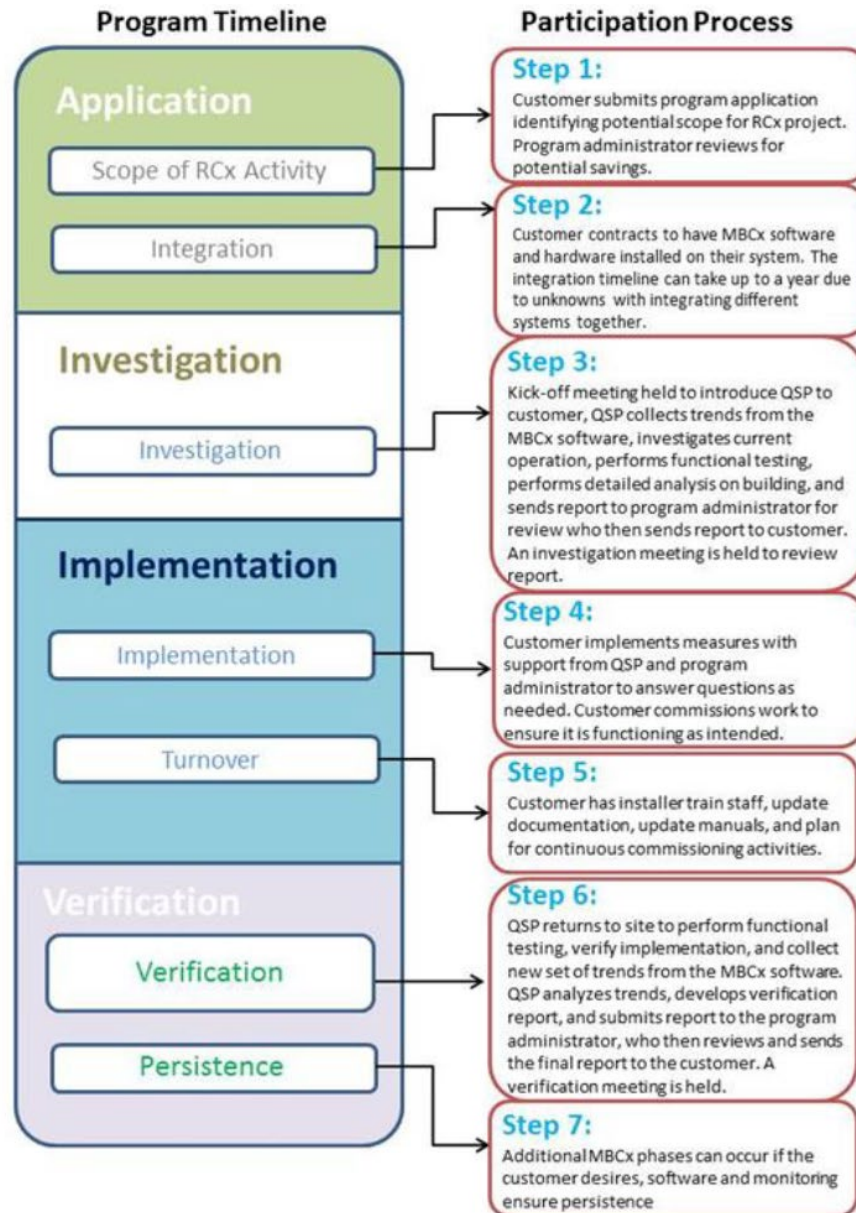 Program Timeline
Participation Process
Application
Scope of RCx Activity
Integration
Investigation
Investigation
Implementation
Implementation
Turnover
Verification
Verification
Persistence
Step 1:
Customer submits program application
identifying potential scope for RCx project.
Program administrator reviews for
potential savings.
Step 2:
Customer contracts to have MBCx software
and hardware installed on their system. The
integration timeline can take up to a year due
to unknowns with integrating different
systems together.
Step 3:
Kick-off meeting held to introduce QSP to
customer, QSP collects trends from the
MBCx software, investigates current
operation, performs functional testing,
performs detailed analysis on building, and
sends report to program administrator for
review who then sends report to customer.
An investigation meeting is held to review
report.
Step 4:
Customer implements measures with
support from QSP and program
administrator to answer questions as
needed. Customer commissions work to
ensure it is functioning as intended.
Step 5:
Customer has installer train staff, update
documentation, update manuals, and plan
for continuous commissioning activities.
Step 6:
QSP returns to site to perform functional
testing, verify implementation, and collect
new set of trends from the MBCx software.
QSP analyzes trends, develops verification
report, and submits report to the program
administrator, who then reviews and sends
the final report to the customer. A
verification meeting is held.
Step 7:
Additional MBCx phases can occur if the
customer desires, software and monitoring
ensure persistence